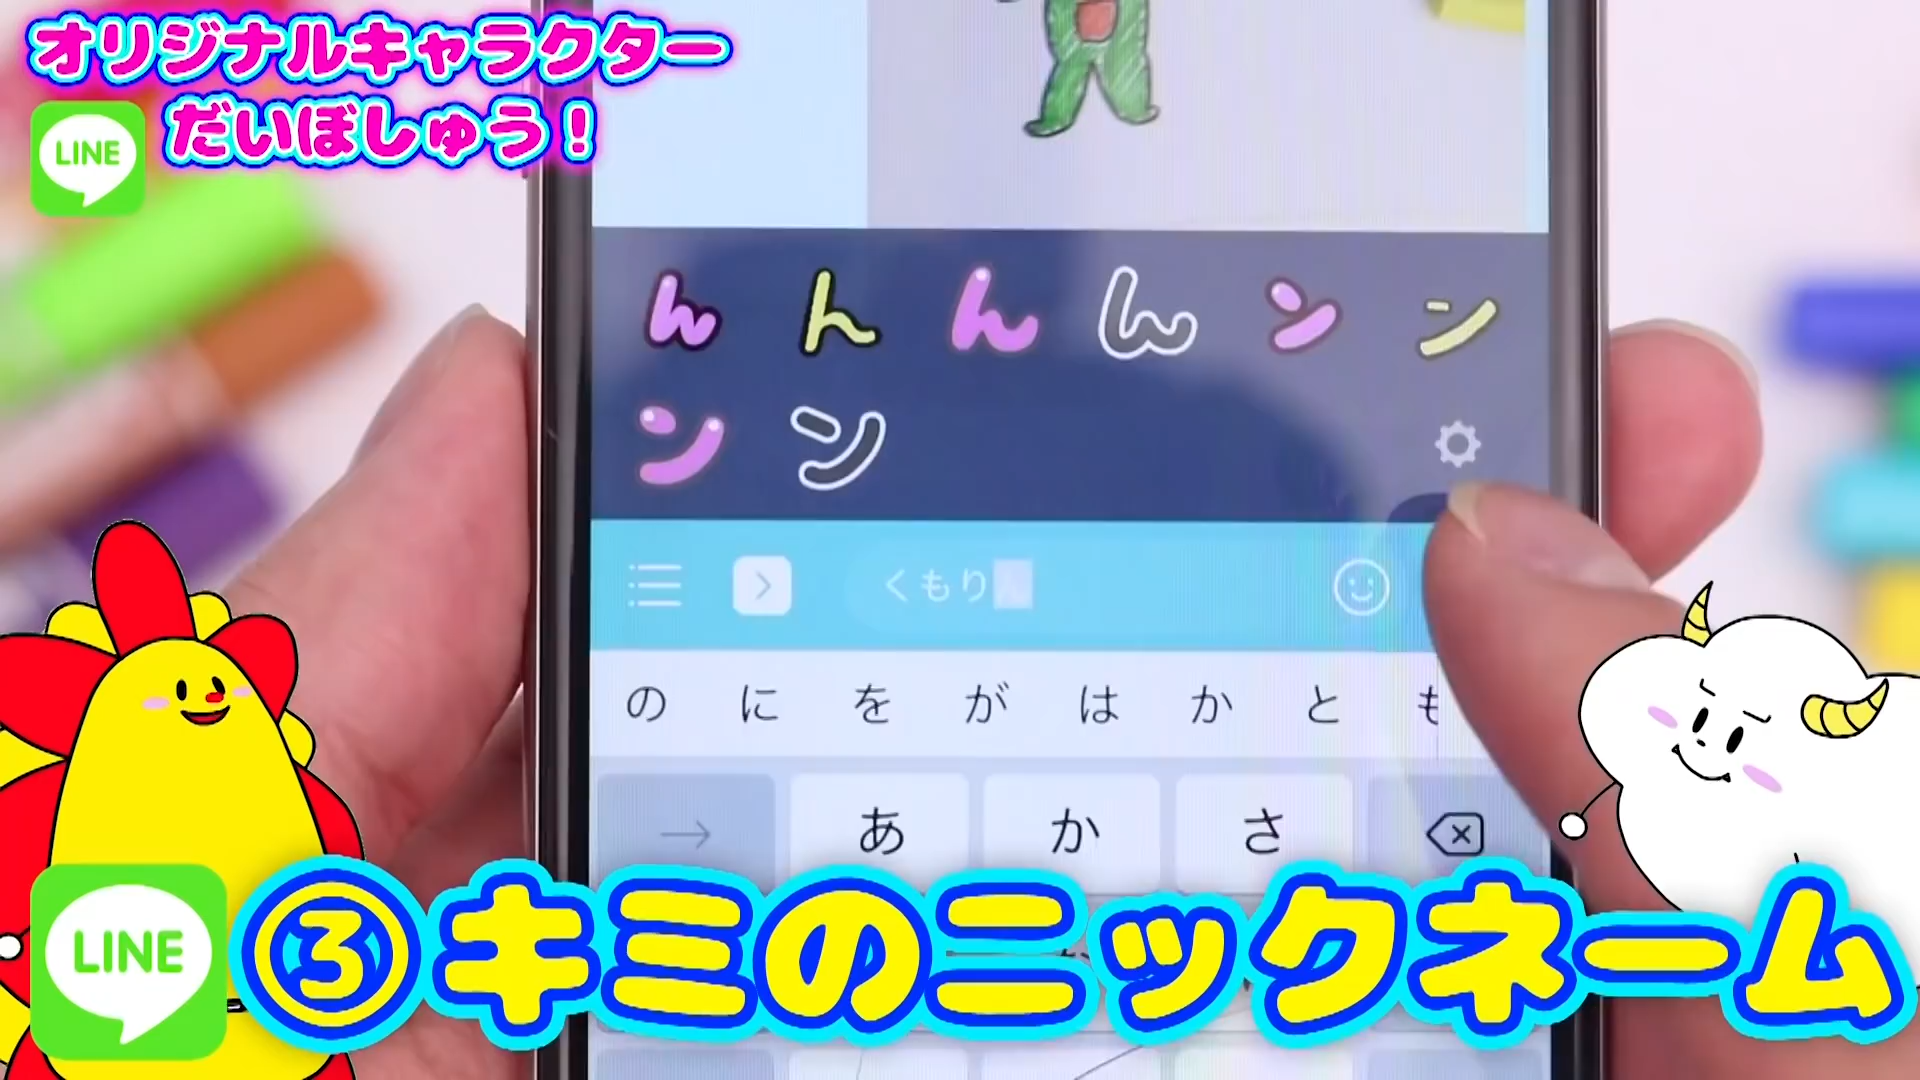 オリジナルキャラクター
だいぼしゅう!
LINE
ん ん ん ん ン ン
ン ン
くもりん
の に を が は か と も
→ あ か さ
LINE
③キミのニックネーム